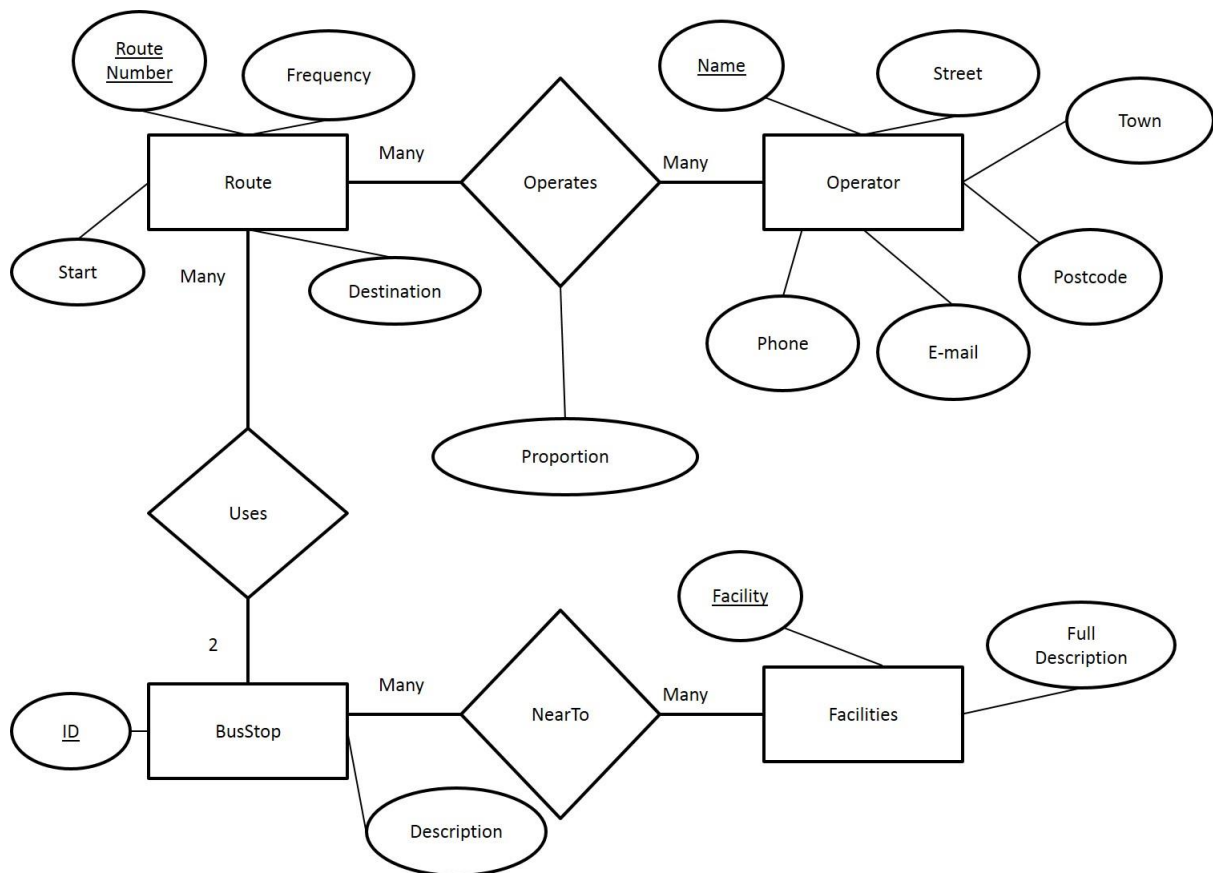 Route
Number
Frequency
Name
Street
Town
Many
Many
Route
Operates
Operator
Start
Many
Destination
Postcode
Phone
E-mail
Proportion
Uses
Facility
2
Full
Description
Many
Many
ID
BusStop
NearTo
Facilities
Description